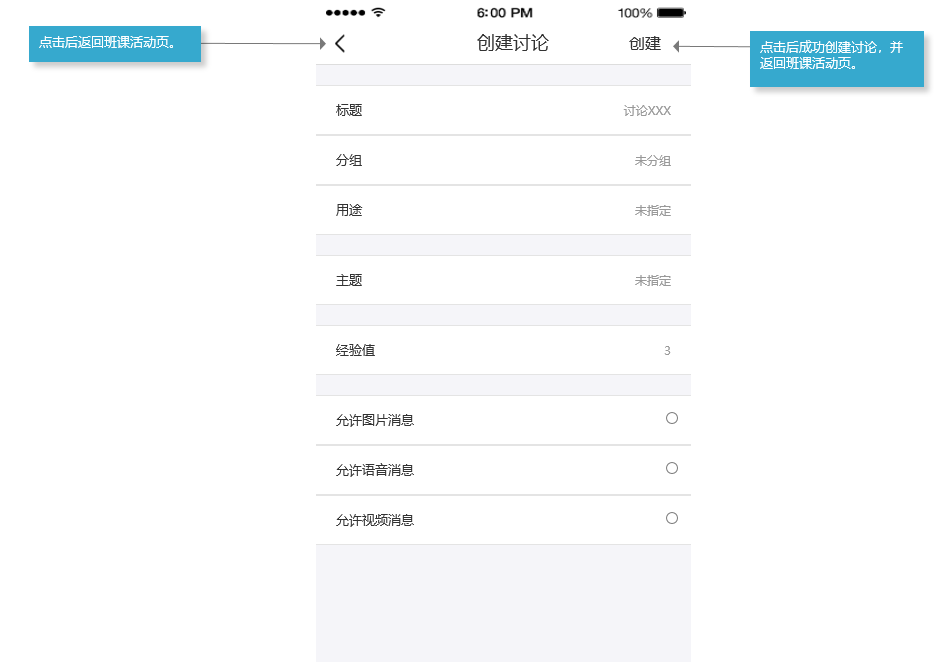 6:00 PM
100%
点击后返回班课活动页。
创建讨论
创建
点击后成功创建讨论，并
返回班课活动页。
标题
讨论XXX
分组
未分组
用途
未指定
主题
未指定
经验值
3
允许图片消息
允许语音消息
允许视频消息